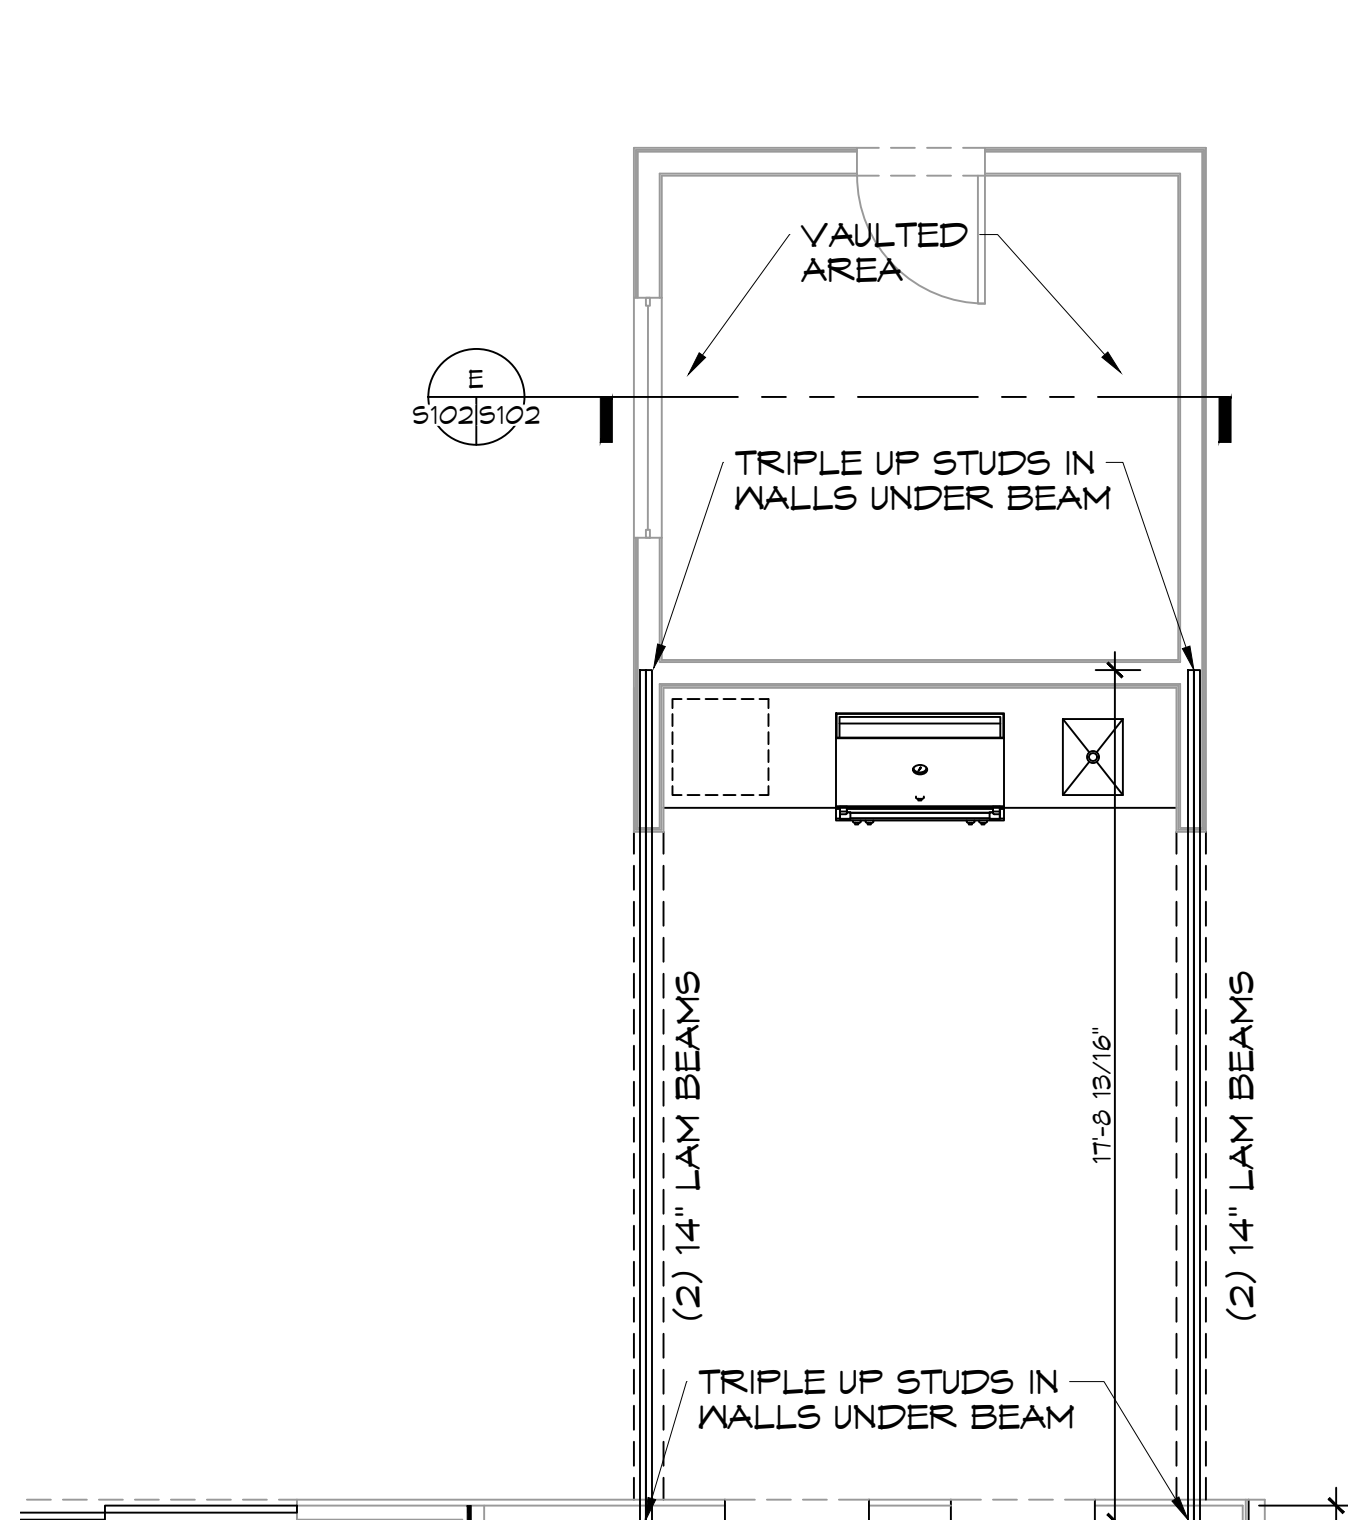 VAULTED
AREA
E
S102 S102
TRIPLE UP STUDS IN
WALLS UNDER BEAM
(2) 14" LAM BEAMS
17'-8 13/16"
(2) 14" LAM BEAMS
TRIPLE UP STUDS IN
WALLS UNDER BEAM